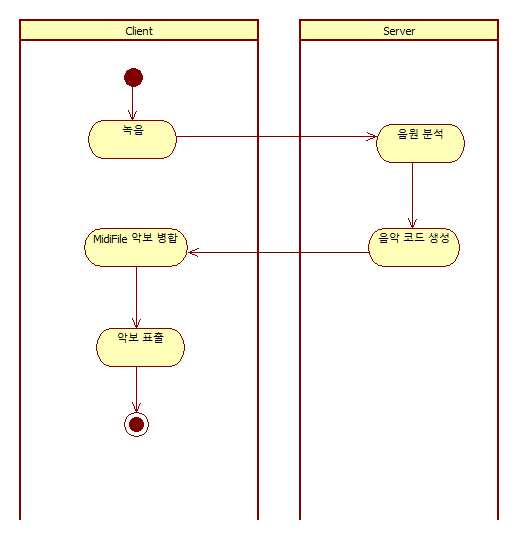 Client
Server
녹음
음원 분석
MidiFile 악보 병합
음악 코드 생성
악보 표출